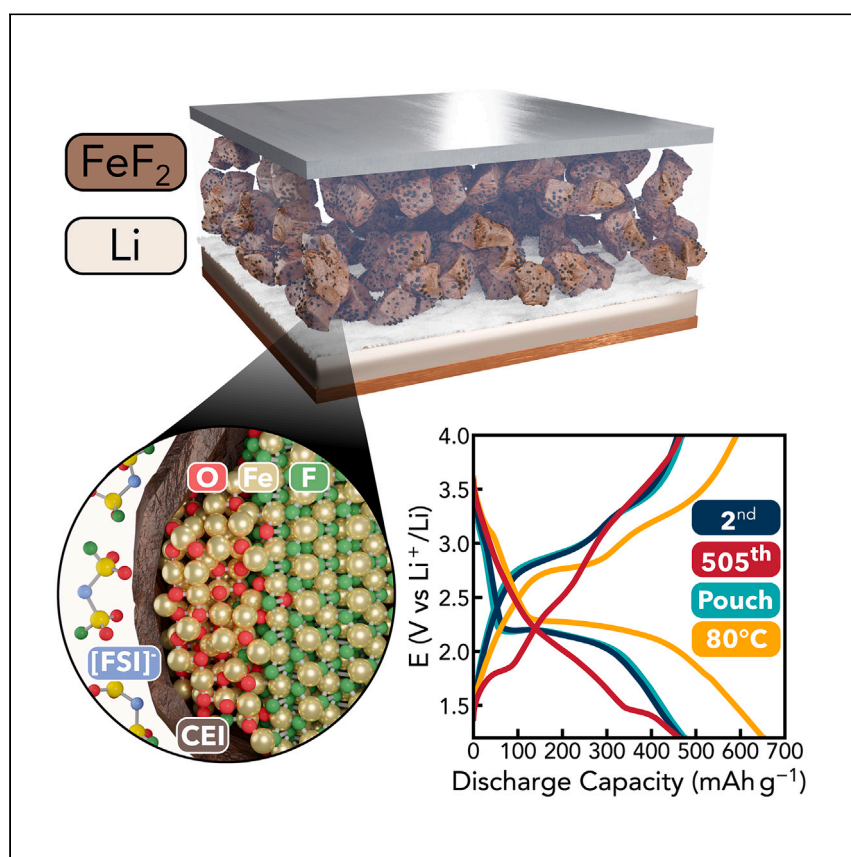 FeF₂
Li
O Fe F
[FSI]⁻
CEI
E (V vs Li⁺/Li)
4.0
3.5
3.0
2.5
2.0
1.5
2ⁿᵈ
505ᵗʰ
Pouch
80°C
0 100 200 300 400 500 600 700
Discharge Capacity (mAh g⁻¹)